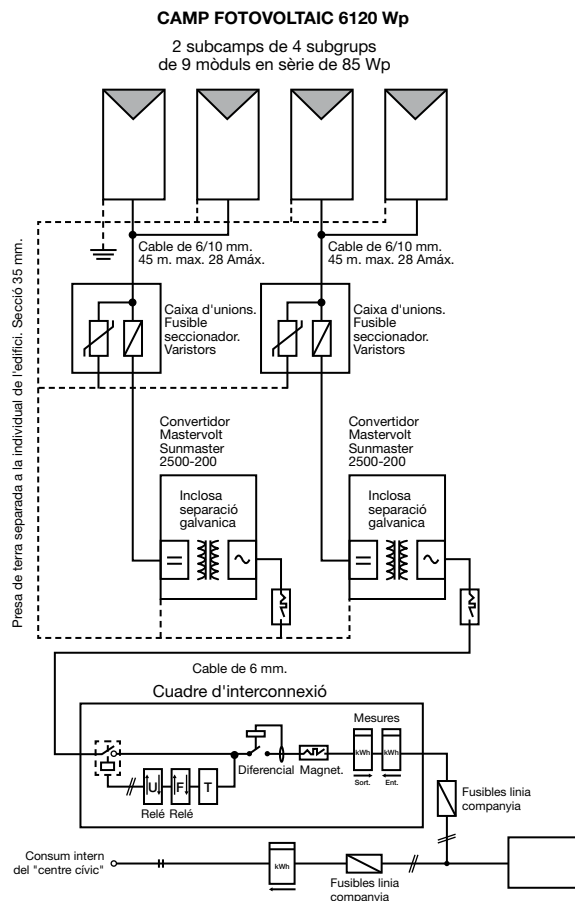 CAMP FOTOVOLTAIC 6120 Wp
2 subcamps de 4 subgrups
de 9 mòduls en sèrie de 85 Wp
Presa de terra separada a la individual de l'edifici. Secció 35 mm.
Cable de 6/10 mm.
45 m. max. 28 Amáx.
Cable de 6/10 mm.
45 m. max. 28 Amáx.
Caixa d'unions.
Fusible
seccionador.
Varistors
Caixa d'unions.
Fusible
seccionador.
Varistors
Convertidor
Mastervolt
Sunmaster
2500-200
Convertidor
Mastervolt
Sunmaster
2500-200
Inclosa
separació
galvanica
Inclosa
separació
galvanica
Cable de 6 mm.
Cuadre d'interconnexió
Mesures
kWh
kWh
Diferencial
Magnet.
Sort.
Ent.
U
F
T
Relé
Relé
Fusibles linia
companyia
Consum intern
del "centre cívic"
kWh
Fusibles linia
companyia